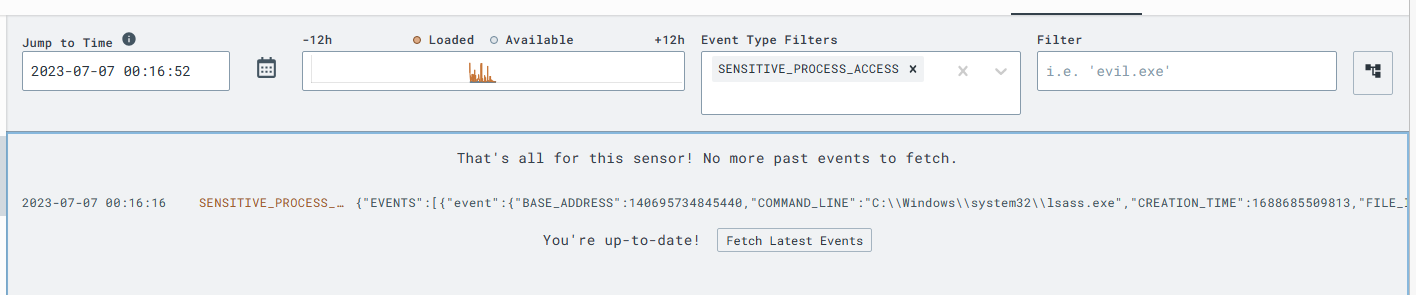 Jump to Time
-12h Loaded Available +12h
Event Type Filters
Filter
2023-07-07 00:16:52
SENSITIVE_PROCESS_ACCESS
i.e. 'evil.exe'
That's all for this sensor! No more past events to fetch.
2023-07-07 00:16:16 SENSITIVE_PROCESS_… {"EVENTS":[{"event":{"BASE_ADDRESS":140695734845440,"COMMAND_LINE":"C:\\Windows\\system32\\lsass.exe","CREATION_TIME":1688685509813,"FILE_
You're up-to-date! Fetch Latest Events